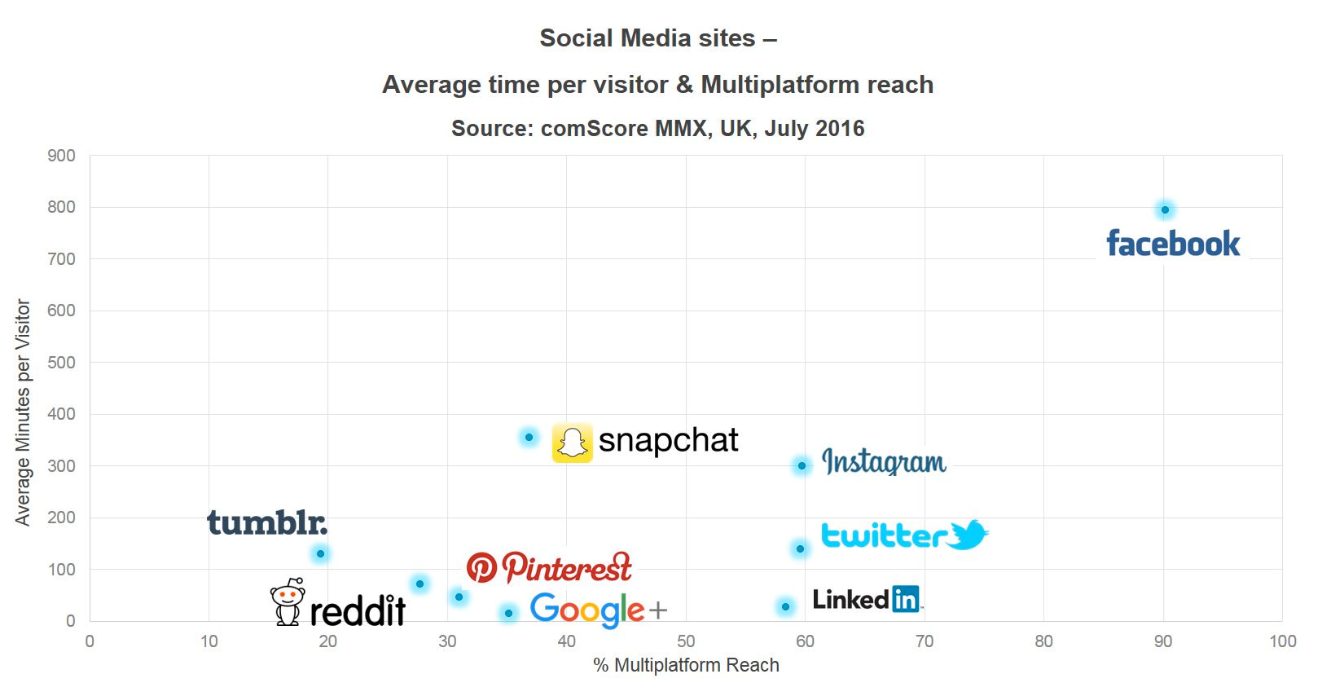 Social Media sites –
Average time per visitor & Multiplatform reach
Source: comScore MMX, UK, July 2016
Average Minutes per Visitor
900
800
700
600
500
400
300
200
100
0
facebook
snapchat
Instagram
tumblr.
twitter
Pinterest
reddit
Google+
Linked in
0 10 20 30 40 50 60 70 80 90 100
% Multiplatform Reach